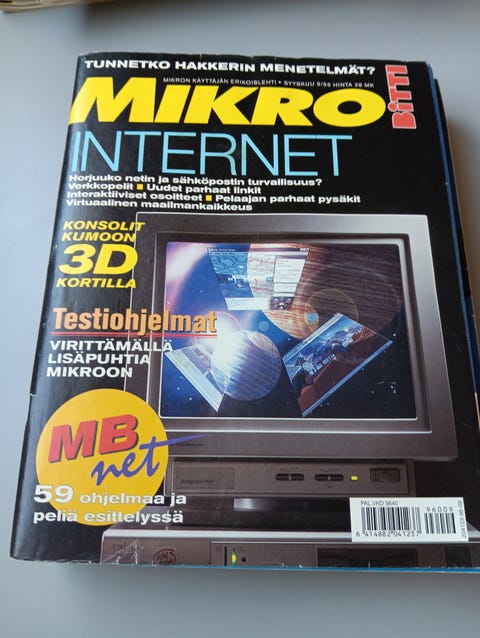 TUNNETKO HAKKERIN MENETELMÄT?
MIKRON KÄYTTÄJÄN ERIKOISLEHTI • SYYSKUU 9/96 HINTA 28 MK
MIKRO
BITTI
INTERNET
Horjuuko netin ja sähköpostin turvallisuus?
Verkkopelit ■ Uudet parhaat linkit
Interaktiiviset osoitteet ■ Pelaajan parhaat pysäkit
Virtuaalinen maailmankaikkeus
KONSOLIT
KUMOON
3D
KORTILLA
Testiohjelmat
VIRITTÄMÄLLÄ
LISÄPUHTIA
MIKROON
MB
net
59 ohjelmaa ja
peliä esittelyssä
PAL.VKO 9640
96009
6 414882 041237